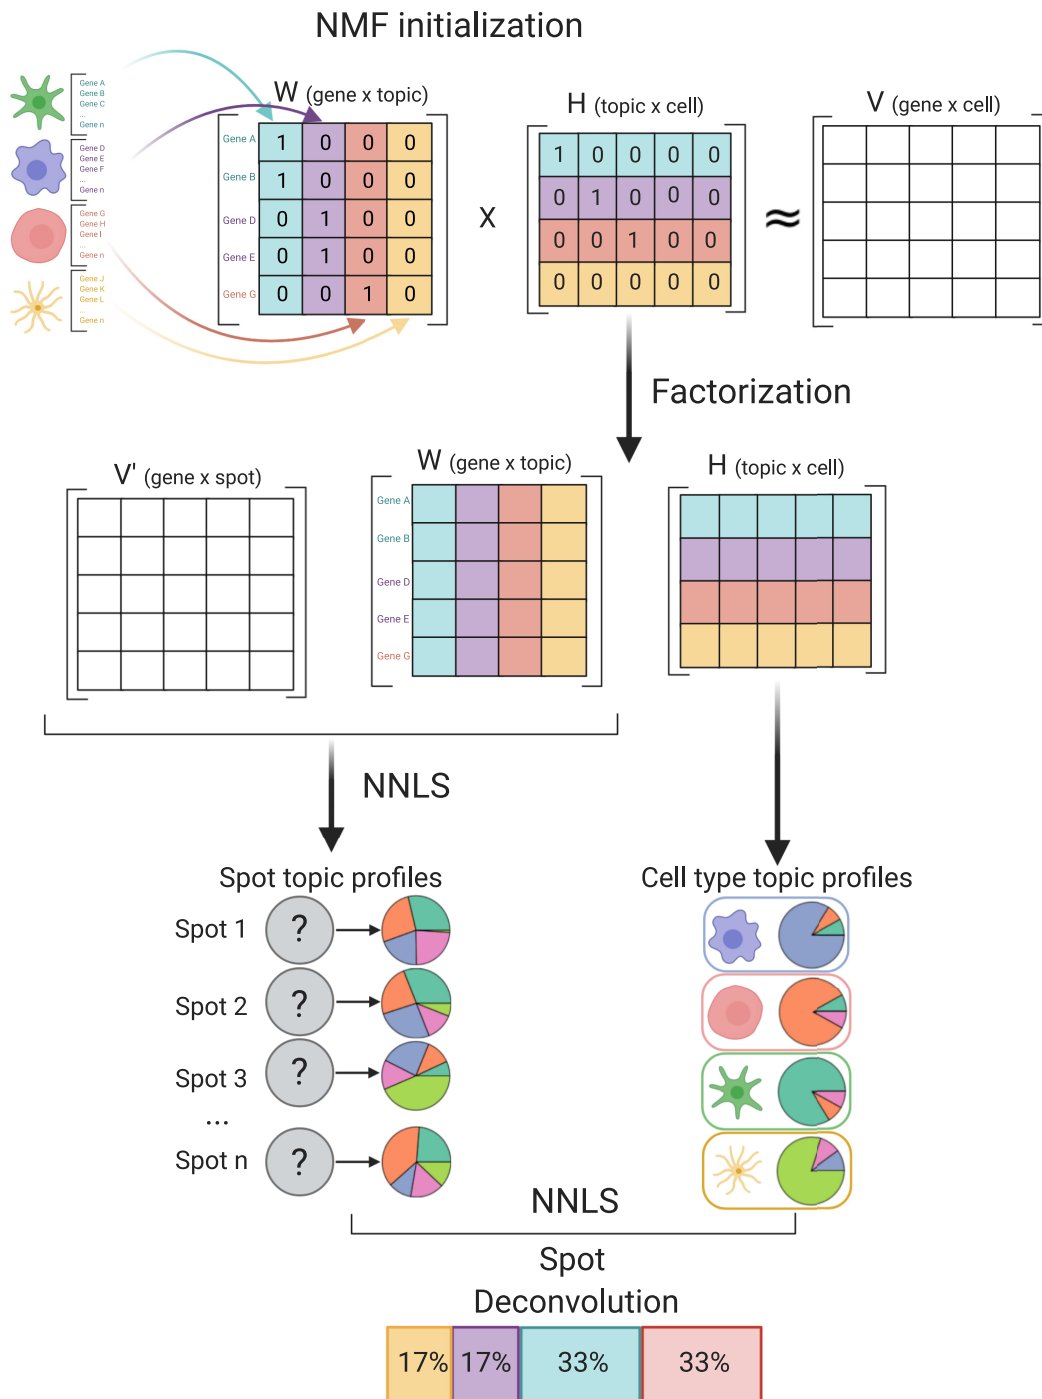 NMF initialization
Gene A
Gene B
Gene C
...
Gene n
Gene D
Gene E
Gene F
...
Gene n
Gene G
Gene H
Gene I
...
Gene n
Gene J
Gene K
Gene L
...
Gene n
W (gene x topic)
Gene A 1 0 0 0
Gene B 1 0 0 0
Gene D 0 1 0 0
Gene E 0 1 0 0
Gene G 0 0 1 0
X
H (topic x cell)
1 0 0 0 0
0 1 0 0 0
0 0 1 0 0
0 0 0 0 0
≈
V (gene x cell)
Factorization
V' (gene x spot)
W (gene x topic)
Gene A
Gene B
Gene D
Gene E
Gene G
H (topic x cell)
NNLS
Spot topic profiles
Spot 1 ?
Spot 2 ?
Spot 3 ?
...
Spot n ?
Cell type topic profiles
NNLS
Spot
Deconvolution
17% 17% 33% 33%